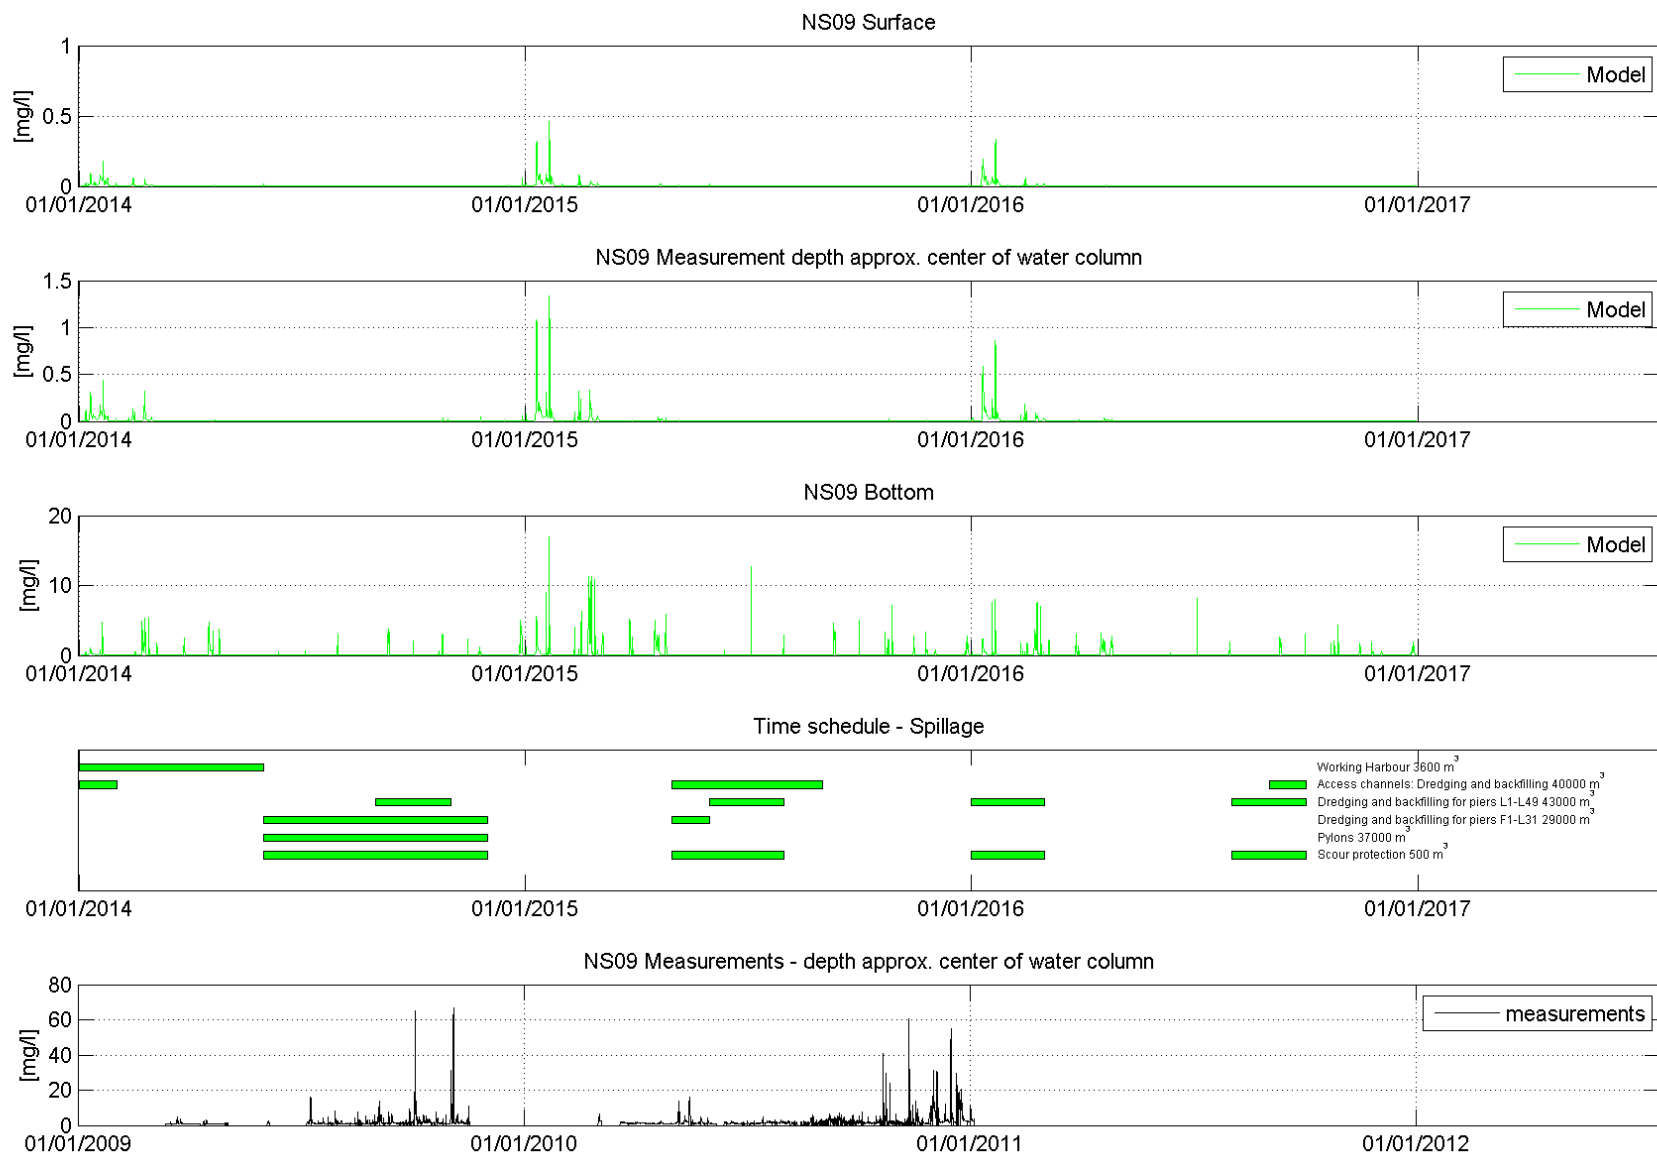 NS09 Surface
1
0.5
0
[mg/l]
Model
01/01/2014 01/01/2015 01/01/2016 01/01/2017
NS09 Measurement depth approx. center of water column
1.5
1
0.5
0
[mg/l]
Model
01/01/2014 01/01/2015 01/01/2016 01/01/2017
NS09 Bottom
20
10
0
[mg/l]
Model
01/01/2014 01/01/2015 01/01/2016 01/01/2017
Time schedule - Spillage
Working Harbour 3600 m³
Access channels: Dredging and backfilling 40000 m³
Dredging and backfilling for piers L1-L49 43000 m³
Dredging and backfilling for piers F1-L31 29000 m³
Pylons 37000 m³
Scour protection 500 m³
01/01/2014 01/01/2015 01/01/2016 01/01/2017
NS09 Measurements - depth approx. center of water column
80
60
40
20
0
[mg/l]
measurements
01/01/2009 01/01/2010 01/01/2011 01/01/2012